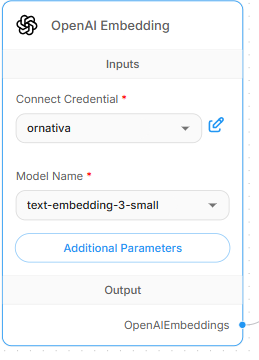 OpenAI Embedding
Inputs
Connect Credential *
ornativa
Model Name *
text-embedding-3-small
Additional Parameters
Output
OpenAIEmbeddings